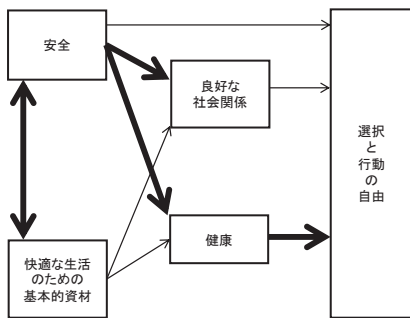 安全
良好な
社会関係
選択
と
行動
の
自由
健康
快適な生活
のための
基本的資材